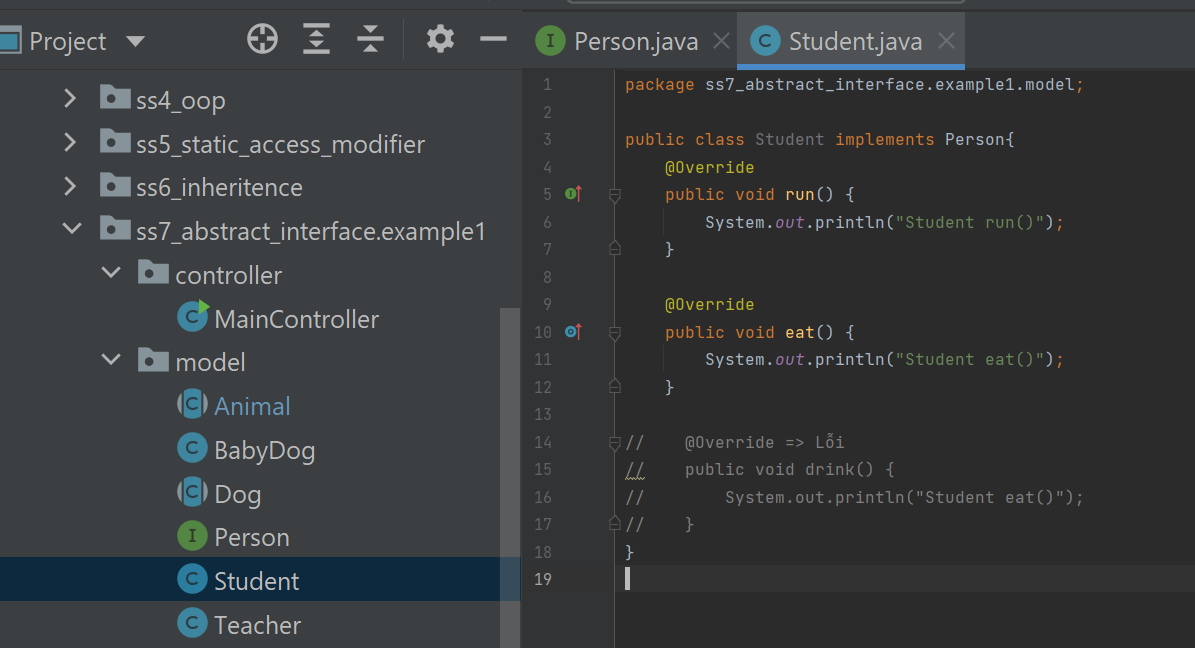 Project
ss4_oop
ss5_static_access_modifier
ss6_inheritence
ss7_abstract_interface.example1
controller
MainController
model
Animal
BabyDog
Dog
Person
Student
Teacher
Person.java
Student.java
1 package ss7_abstract_interface.example1.model;
2
3 public class Student implements Person{
4 @Override
5 public void run() {
6 System.out.println("Student run()");
7 }
8
9 @Override
10 public void eat() {
11 System.out.println("Student eat()");
12 }
13
14 // @Override => Lỗi
15 // public void drink() {
16 // System.out.println("Student eat()");
17 // }
18 }
19